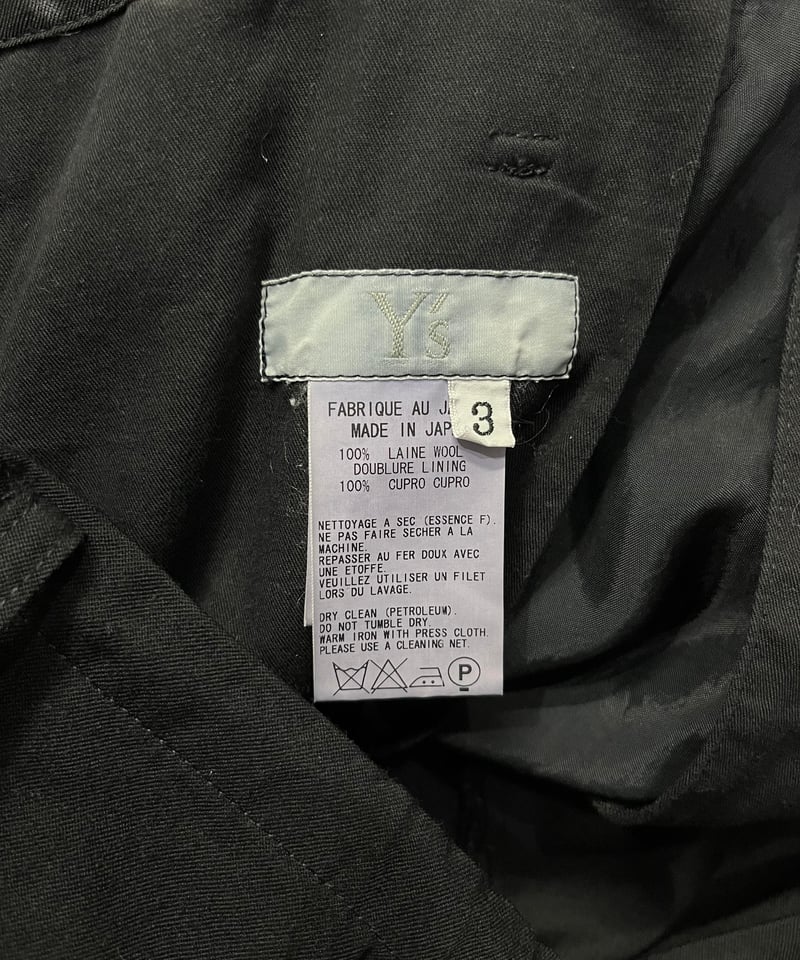 Y's
3
FABRIQUE AU
MADE IN
100% LAINE WOOL
DOUBLURE LINING
100% CUPRO CUPRO
NETTOYAGE A SEC (ESSENCE F).
NE PAS FAIRE SECHER A LA
MACHINE.
REPASSER AU FER DOUX AVEC
UNE ETOFFE.
VEUILLEZ UTILISER UN FILET
LORS DU LAVAGE.
DRY CLEAN (PETROLEUM).
DO NOT TUMBLE DRY.
WARM IRON WITH PRESS CLOTH.
PLEASE USE A CLEANING NET.
P